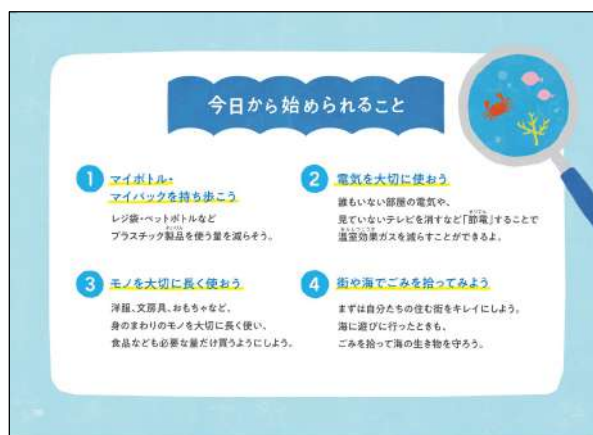 今日から始められること
1 マイボトル・
マイバックを持ち歩こう
レジ袋・ペットボトルなど
プラスチック製品を使う量を減らそう。
2 電気を大切に使おう
誰もいない部屋の電気や、
見ていないテレビを消すなど「節電」することで
温室効果ガスを減らすことができるよ。
3 モノを大切に長く使おう
洋服、文房具、おもちゃなど、
身のまわりのモノを大切に長く使い、
食品なども必要な量だけ買うようにしよう。
4 街や海でごみを拾ってみよう
まずは自分たちの住む街をキレイにしよう。
海に遊びに行ったときも、
ごみを拾って海の生き物を守ろう。